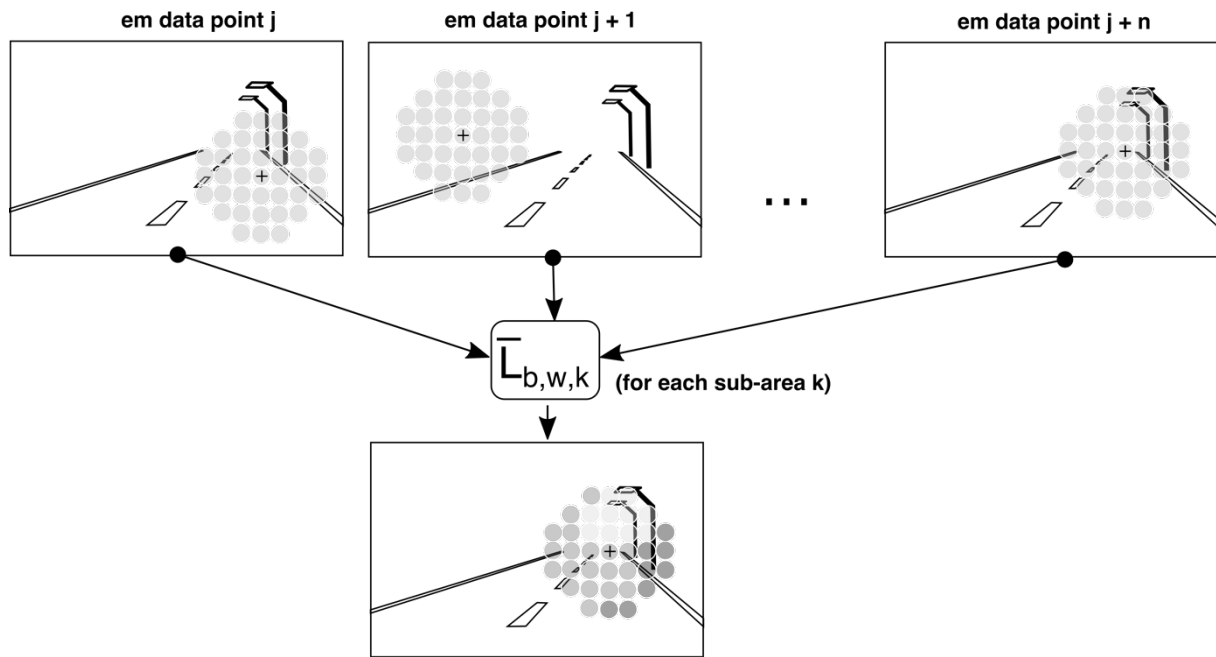 em data point j
em data point j + 1
em data point j + n
...
L̅b,w,k
(for each sub-area k)